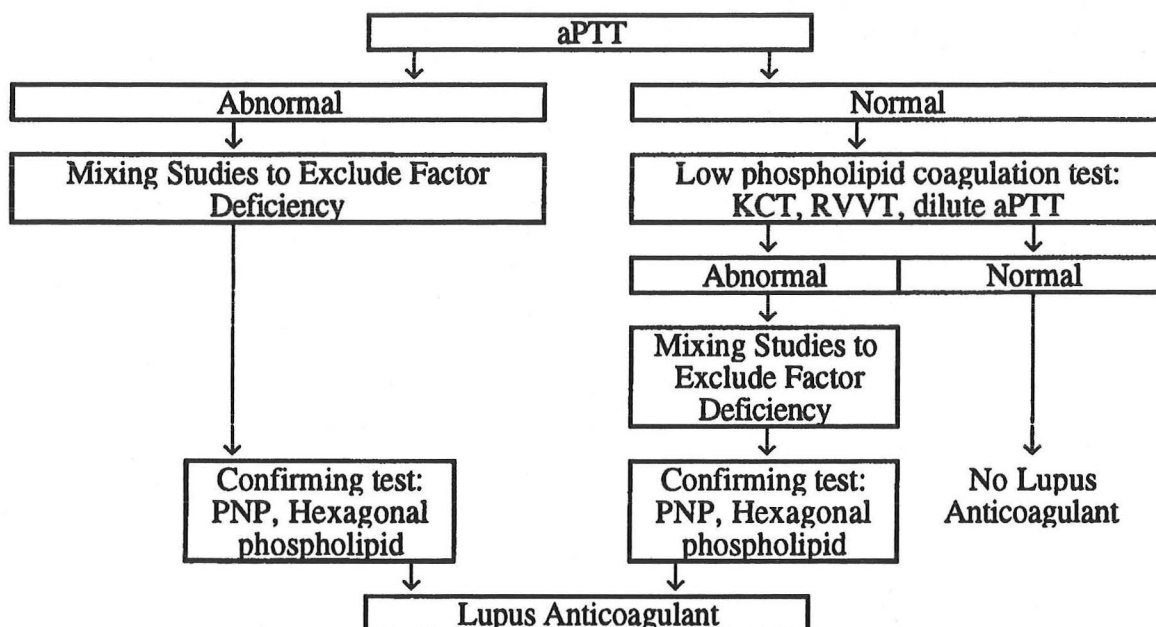 aPTT
Abnormal
Normal
Mixing Studies to Exclude Factor
Deficiency
Low phospholipid coagulation test:
KCT, RVVT, dilute aPTT
Abnormal
Normal
Mixing Studies to
Exclude Factor
Deficiency
Confirming test:
PNP, Hexagonal
phospholipid
Confirming test:
PNP, Hexagonal
phospholipid
No Lupus
Anticoagulant
Lupus Anticoagulant